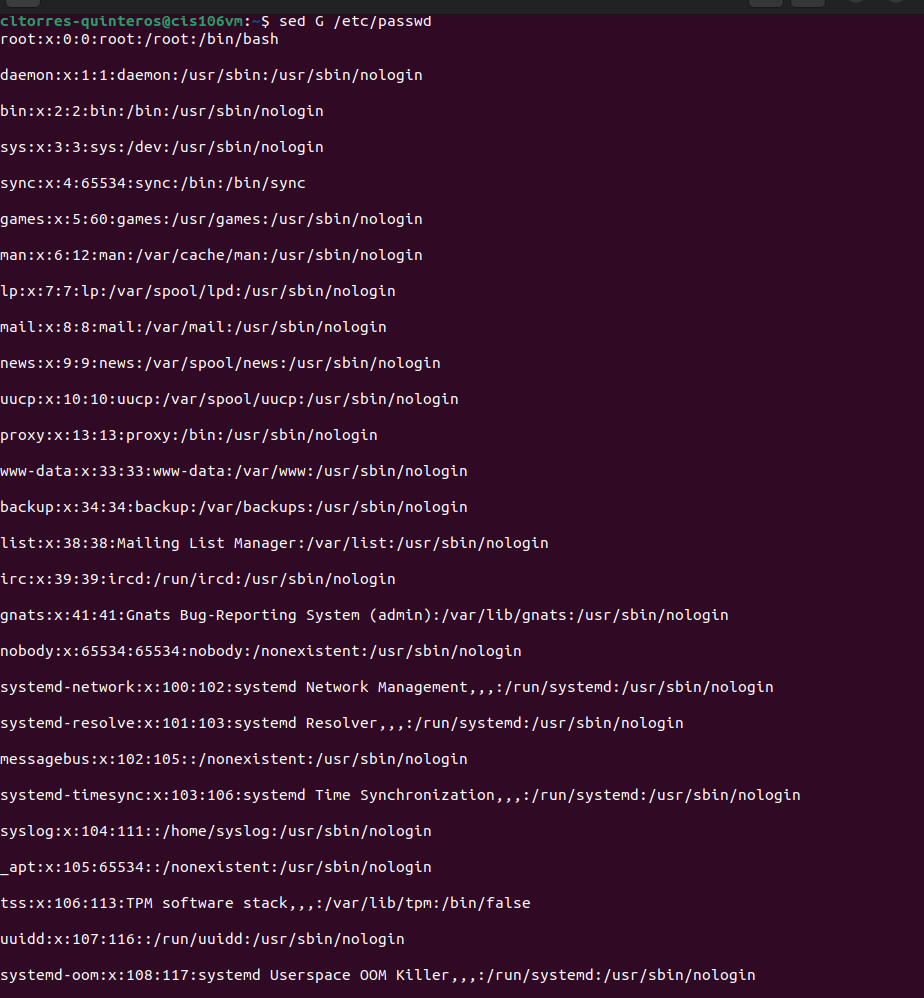 cltorres-quinteros@cis106vm:~$ sed G /etc/passwd
root:x:0:0:root:/root:/bin/bash
daemon:x:1:1:daemon:/usr/sbin:/usr/sbin/nologin
bin:x:2:2:bin:/bin:/usr/sbin/nologin
sys:x:3:3:sys:/dev:/usr/sbin/nologin
sync:x:4:65534:sync:/bin:/bin/sync
games:x:5:60:games:/usr/games:/usr/sbin/nologin
man:x:6:12:man:/var/cache/man:/usr/sbin/nologin
lp:x:7:7:lp:/var/spool/lpd:/usr/sbin/nologin
mail:x:8:8:mail:/var/mail:/usr/sbin/nologin
news:x:9:9:news:/var/spool/news:/usr/sbin/nologin
uucp:x:10:10:uucp:/var/spool/uucp:/usr/sbin/nologin
proxy:x:13:13:proxy:/bin:/usr/sbin/nologin
www-data:x:33:33:www-data:/var/www:/usr/sbin/nologin
backup:x:34:34:backup:/var/backups:/usr/sbin/nologin
list:x:38:38:Mailing List Manager:/var/list:/usr/sbin/nologin
irc:x:39:39:ircd:/run/ircd:/usr/sbin/nologin
gnats:x:41:41:Gnats Bug-Reporting System (admin):/var/lib/gnats:/usr/sbin/nologin
nobody:x:65534:65534:nobody:/nonexistent:/usr/sbin/nologin
systemd-network:x:100:102:systemd Network Management,,,:/run/systemd:/usr/sbin/nologin
systemd-resolve:x:101:103:systemd Resolver,,,:/run/systemd:/usr/sbin/nologin
messagebus:x:102:105::/nonexistent:/usr/sbin/nologin
systemd-timesync:x:103:106:systemd Time Synchronization,,,:/run/systemd:/usr/sbin/nologin
syslog:x:104:111::/home/syslog:/usr/sbin/nologin
_apt:x:105:65534::/nonexistent:/usr/sbin/nologin
tss:x:106:113:TPM software stack,,,:/var/lib/tpm:/bin/false
uuidd:x:107:116::/run/uuidd:/usr/sbin/nologin
systemd-oom:x:108:117:systemd Userspace OOM Killer,,,:/run/systemd:/usr/sbin/nologin